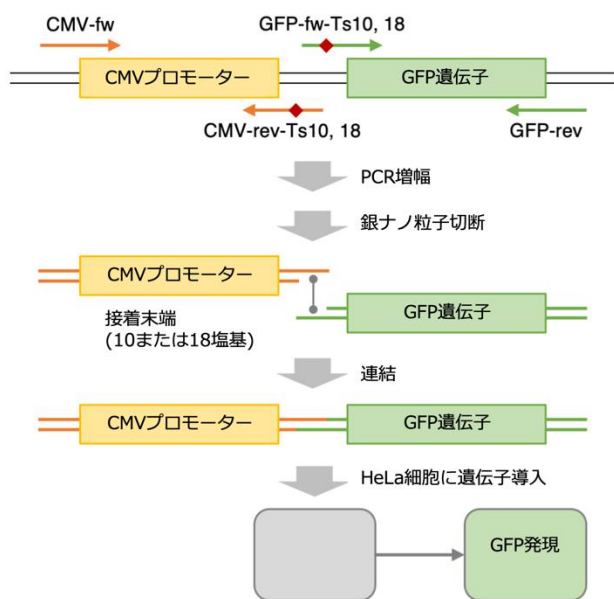 CMV-fw
GFP-fw-Ts10, 18
CMVプロモーター
GFP遺伝子
CMV-rev-Ts10, 18
GFP-rev
PCR増幅
銀ナノ粒子切断
CMVプロモーター
GFP遺伝子
接着末端
(10または18塩基)
連結
CMVプロモーター
GFP遺伝子
HeLa細胞に遺伝子導入
GFP発現